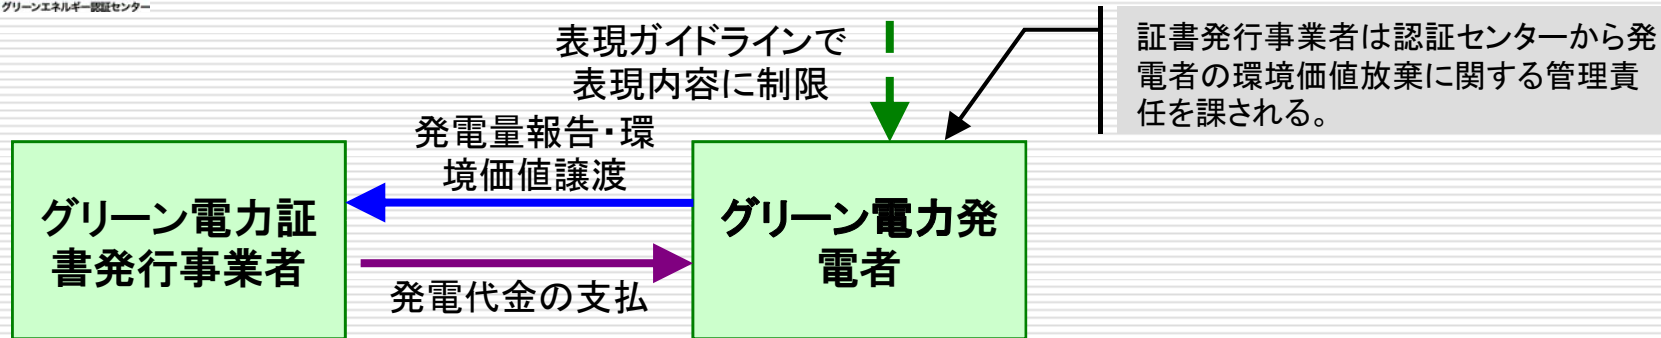 グリーンエネルギー認証センター
表現ガイドラインで
表現内容に制限
証書発行事業者は認証センターから発
電者の環境価値放棄に関する管理責
任を課される。
発電量報告・環
境価値譲渡
グリーン電力証
書発行事業者
グリーン電力発
電者
発電代金の支払